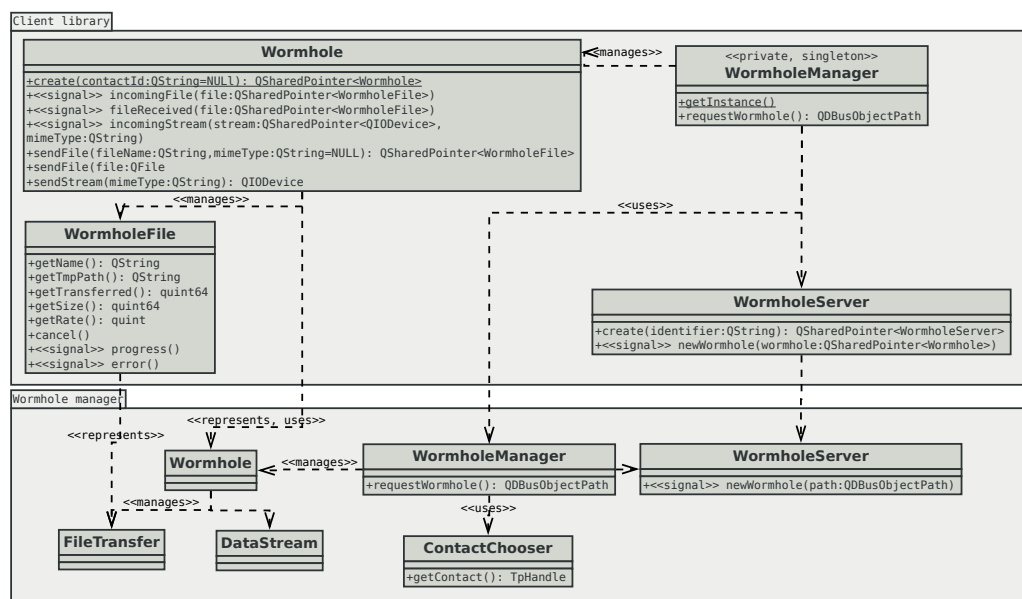 Client library
Wormhole
+create(contactId:QString=NULL): QSharedPointer<Wormhole>
+<<signal>> incomingFile(file:QSharedPointer<WormholeFile>)
+<<signal>> fileReceived(file:QSharedPointer<WormholeFile>)
+<<signal>> incomingStream(stream:QSharedPointer<QIODevice>,
mimeType:QString)
+sendFile(fileName:QString,mimeType:QString=NULL): QSharedPointer<WormholeFile>
+sendFile(file:QFile
+sendStream(mimeType:QString): QIODevice
<<manages>>
<<private, singleton>>
WormholeManager
+getInstance()
+requestWormhole(): QDBusObjectPath
<<manages>>
<<uses>>
WormholeFile
+getName(): QString
+getTmpPath(): QString
+getTransferred(): quint64
+getSize(): quint64
+getRate(): quint
+cancel()
+<<signal>> progress()
+<<signal>> error()
WormholeServer
+create(identifier:QString): QSharedPointer<WormholeServer>
+<<signal>> newWormhole(wormhole:QSharedPointer<Wormhole>)
Wormhole manager
<<represents, uses>>
<<represents>>
Wormhole
<<manages>>
WormholeManager
+requestWormhole(): QDBusObjectPath
WormholeServer
+<<signal>> newWormhole(path:QDBusObjectPath)
<<manages>>
<<uses>>
FileTransfer
DataStream
ContactChooser
+getContact(): TpHandle